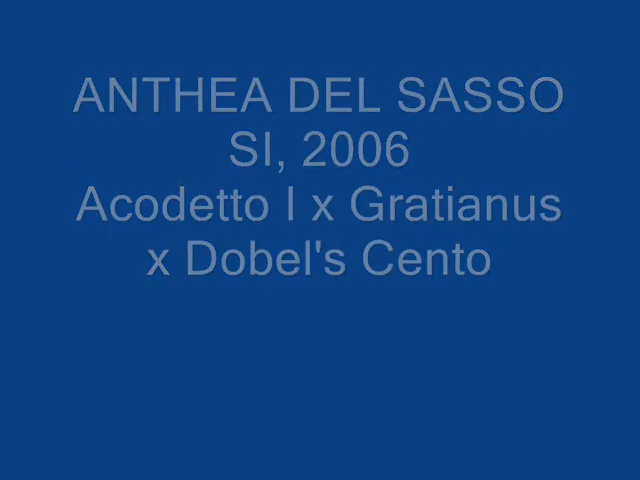 ANTHEA DEL SASSO
SI, 2006
Acodetto I x Gratianus
x Dobel's Cento